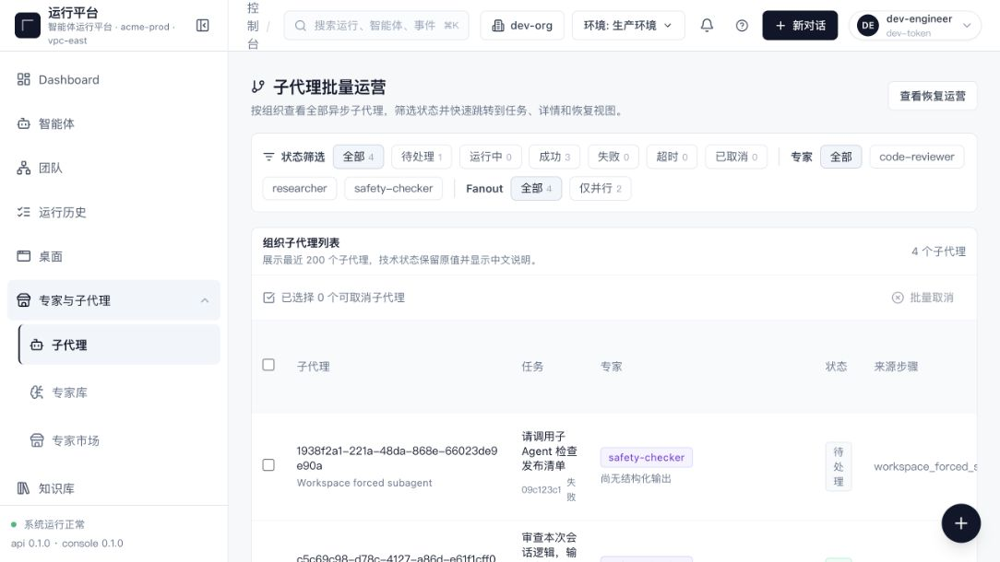 运行平台
智能体运行平台 · acme-prod ·
vpc-east
控制台
/
搜索运行、智能体、事件 ⌘K
dev-org
环境: 生产环境
+ 新对话
DE
dev-engineer
dev-token
Dashboard
智能体
团队
运行历史
桌面
专家与子代理
子代理
专家库
专家市场
知识库
系统运行正常
api 0.1.0 · console 0.1.0
子代理批量运营
按组织查看全部异步子代理，筛选状态并快速跳转到任务、详情和恢复视图。
查看恢复运营
状态筛选 全部 4 待处理 1 运行中 0 成功 3 失败 0 超时 0 已取消 0 专家 全部 code-reviewer
researcher safety-checker Fanout 全部 4 仅并行 2
组织子代理列表
展示最近 200 个子代理，技术状态保留原值并显示中文说明。
4 个子代理
已选择 0 个可取消子代理
批量取消
子代理 任务 专家 状态 来源步骤
1938f2a1-221a-48da-868e-66023de9
e90a
Workspace forced subagent
请调用子
Agent 检查
发布清单
09c123c1 失败
safety-checker
尚无结构化输出
待处理
workspace_forced_s
c5c69c98-d78c-4127-a86d-e61f1cff0
审查本次会
话逻辑，输